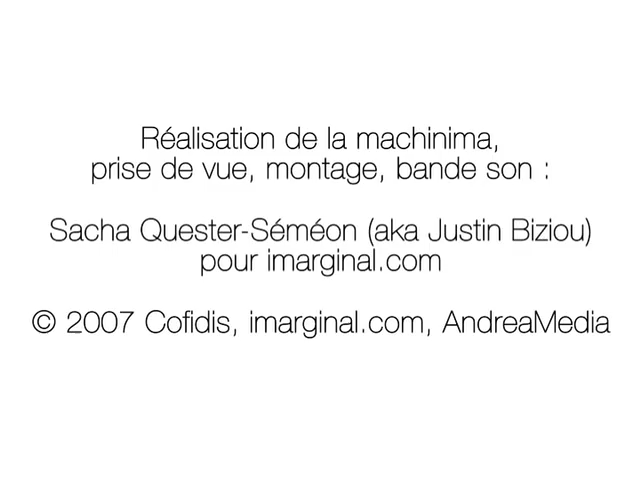 Réalisation de la machinima,
prise de vue, montage, bande son :
Sacha Quester-Séméon (aka Justin Biziou)
pour imarginal.com
© 2007 Cofidis, imarginal.com, AndreaMedia